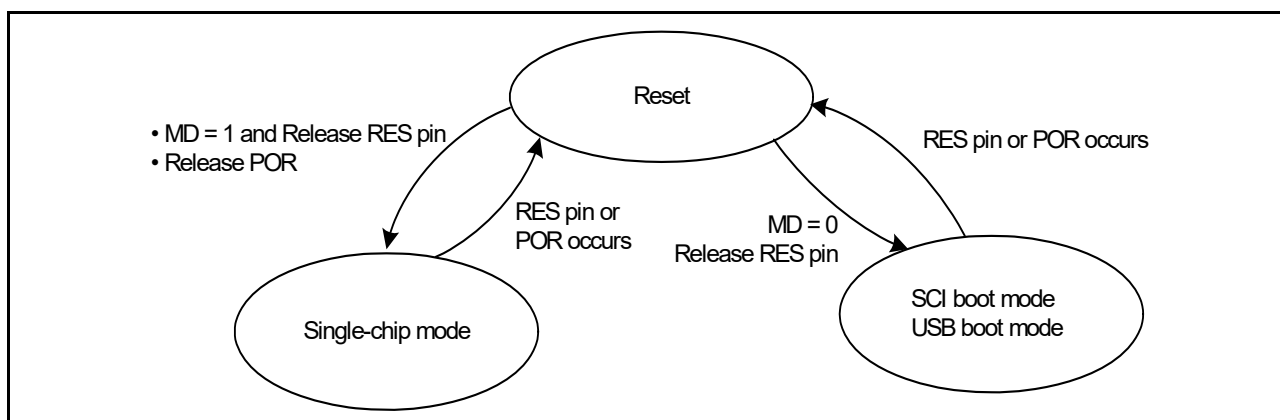 Reset
• MD = 1 and Release RES pin
• Release POR
RES pin or POR occurs
RES pin or
POR occurs
MD = 0
Release RES pin
Single-chip mode
SCI boot mode
USB boot mode